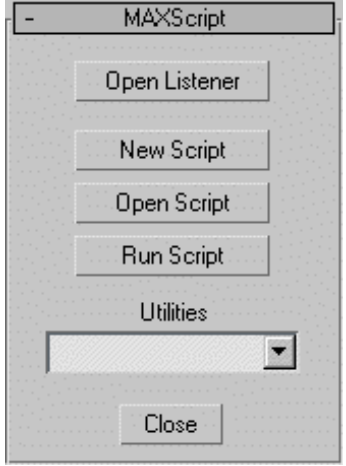 - MAXScript
Open Listener
New Script
Open Script
Run Script
Utilities
Close